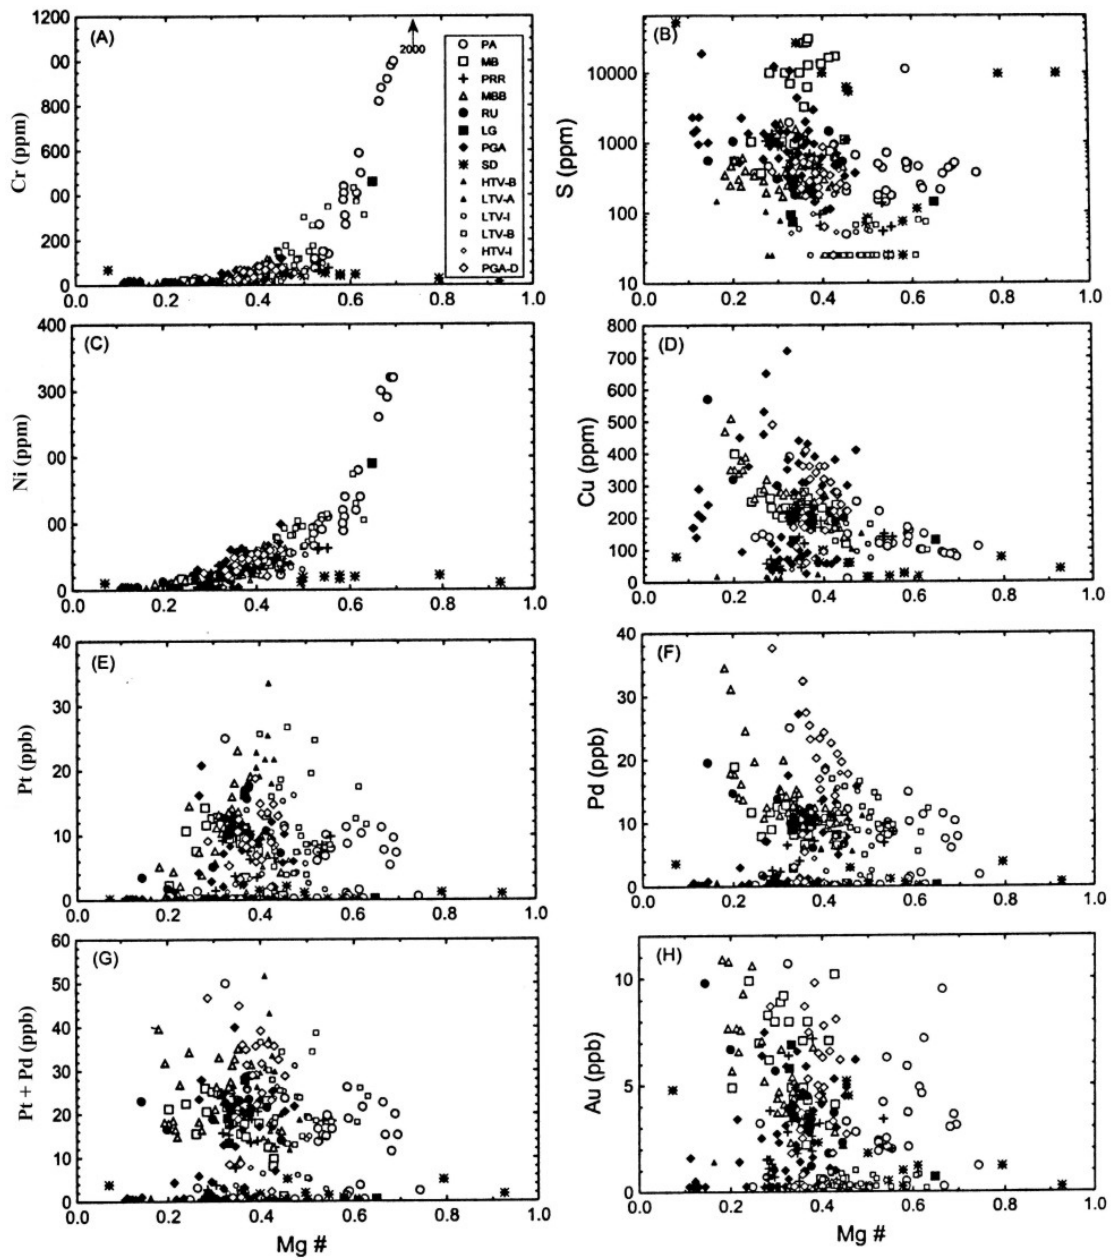 (A)
Cr (ppm)
1200
00
800
600
00
200
0
0.0 0.2 0.4 0.6 0.8 1.0
2000
PA
MB
PRR
MBB
RU
LG
PGA
SD
HTV-B
LTV-A
LTV-I
LTV-B
HTV-I
PGA-D
(B)
S (ppm)
10000
1000
100
10
0 0.2 0.4 0.6 0.8 1.0
(C)
Ni (ppm)
400
300
00
00
0
0.0 0.2 0.4 0.6 0.8 1.0
(D)
Cu (ppm)
800
700
600
500
400
300
200
100
0
0.0 0.2 0.4 0.6 0.8 1.0
(E)
Pt (ppb)
40
30
20
10
0
0.0 0.2 0.4 0.6 0.8 1.0
(F)
Pd (ppb)
40
30
20
10
0
0.0 0.2 0.4 0.6 0.8 1.0
(G)
Pt + Pd (ppb)
60
50
40
30
20
10
0
0.0 0.2 0.4 0.6 0.8 1.0
Mg #
(H)
Au (ppb)
10
5
0
0.0 0.2 0.4 0.6 0.8 1.0
Mg #